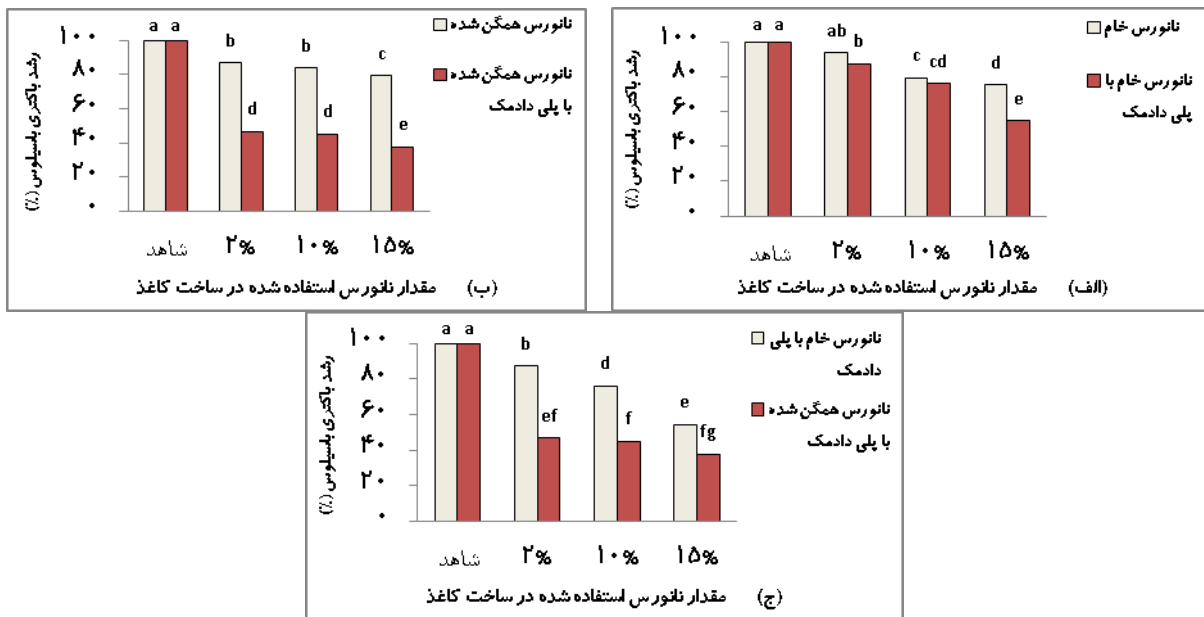 a a
ab b
c cd
d
e
رشد باکتری باسیلوس (%)
۱۰۰
۸۰
۶۰
۴۰
۲۰
۰
شاهد ۲% ۱۰% ۱۵%
مقدار نانورس استفاده شده در ساخت کاغذ (الف)
نانورس خام
نانورس خام با
پلی دادمک
a a
b
b
c
d
d
e
رشد باکتری باسیلوس (%)
۱۰۰
۸۰
۶۰
۴۰
۲۰
۰
شاهد ۲% ۱۰% ۱۵%
مقدار نانورس استفاده شده در ساخت کاغذ (ب)
نانورس همگن شده
نانورس همگن شده
با پلی دادمک
a a
b
d
e
ef
f
fg
رشد باکتری باسیلوس (%)
۱۰۰
۸۰
۶۰
۴۰
۲۰
۰
شاهد ۲% ۱۰% ۱۵%
مقدار نانورس استفاده شده در ساخت کاغذ (ج)
نانورس خام با پلی
دادمک
نانورس همگن شده
با پلی دادمک